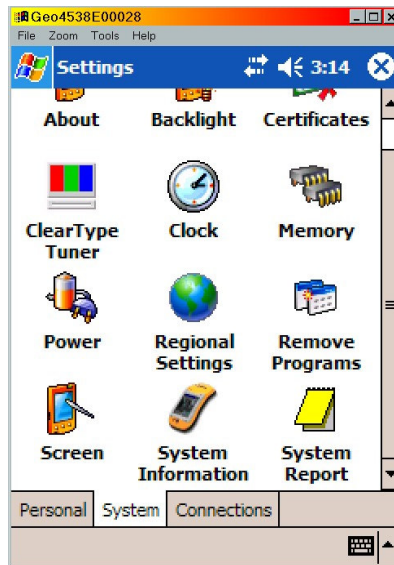 Geo4538E00028
File Zoom Tools Help
Settings 3:14
About Backlight Certificates
ClearType Tuner Clock Memory
Power Regional Settings Remove Programs
Screen System Information System Report
Personal System Connections